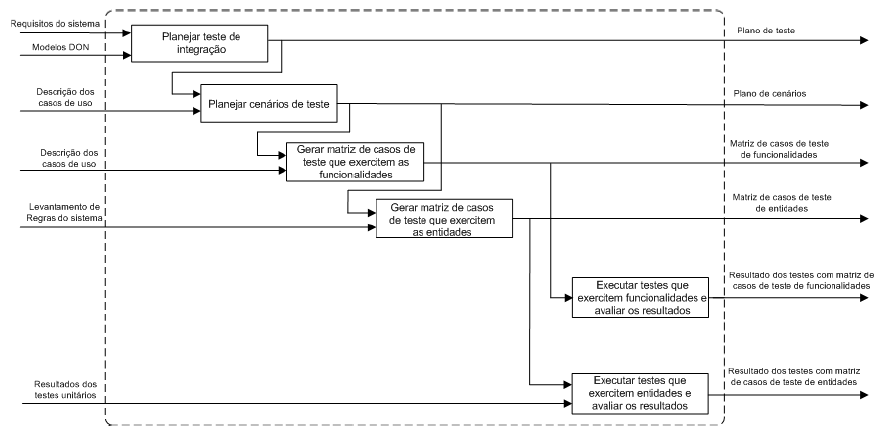 Requisitos do sistema
Modelos DON
Planejar teste de
integração
Plano de teste
Descrição dos
casos de uso
Planejar cenários de teste
Plano de cenários
Descrição dos
casos de uso
Gerar matriz de casos de
teste que exercitem as
funcionalidades
Matriz de casos de teste
de funcionalidades
Levantamento de
Regras do sistema
Gerar matriz de casos
de teste que exercitem
as entidades
Matriz de casos de teste
de entidades
Executar testes que
exercitem funcionalidades e
avaliar os resultados
Resultado dos testes com matriz de
casos de teste de funcionalidades
Resultados dos
testes unitários
Executar testes que
exercitem entidades e
avaliar os resultados
Resultado dos testes com matriz
de casos de teste de entidades